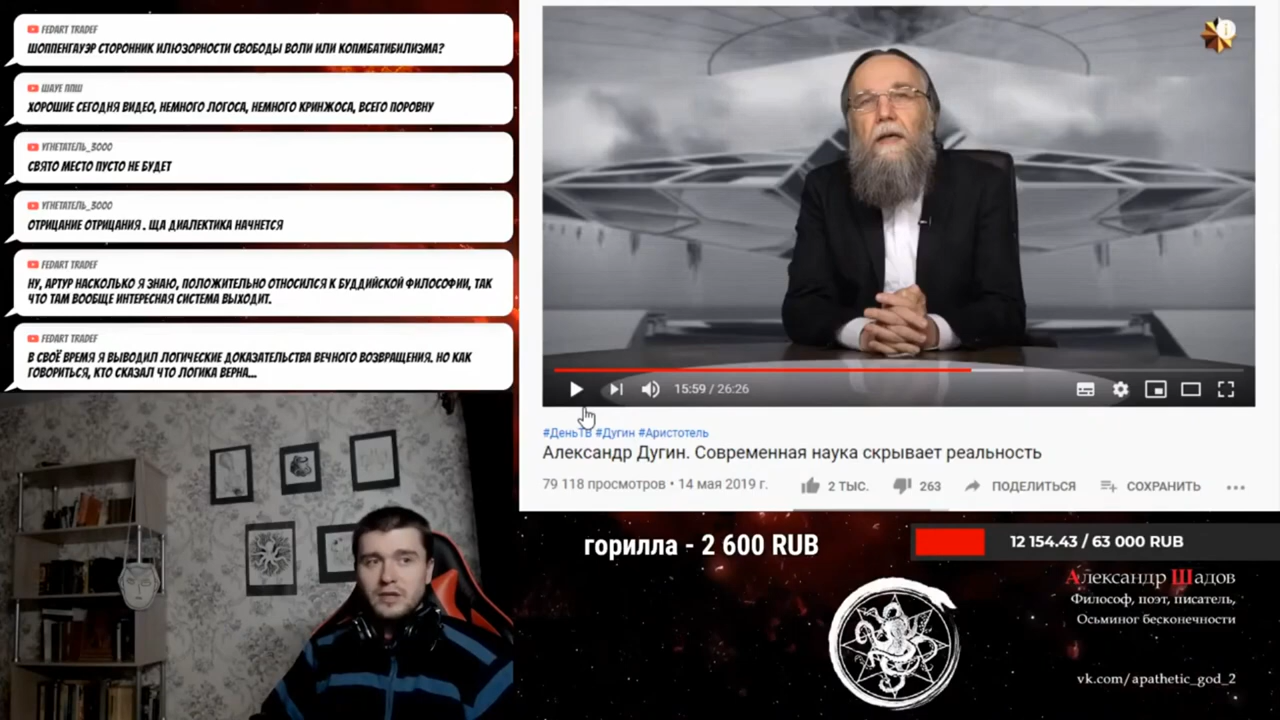 FEDART TRADEF
ШОППЕНГАУЭР СТОРОННИК ИЛЮЗОРНОСТИ СВОБОДЫ ВОЛИ ИЛИ КОПМБАТИБИЛИЗМА?
ШАУЕ ППШ
ХОРОШИЕ СЕГОДНЯ ВИДЕО, НЕМНОГО ЛОГОСА, НЕМНОГО КРИНЖОСА, ВСЕГО ПОРОВНУ
УГНЕТАТЕЛЬ_3000
СВЯТО МЕСТО ПУСТО НЕ БУДЕТ
УГНЕТАТЕЛЬ_3000
ОТРИЦАНИЕ ОТРИЦАНИЯ . ЩА ДИАЛЕКТИКА НАЧНЕТСЯ
FEDART TRADEF
НУ, АРТУР НАСКОЛЬКО Я ЗНАЮ, ПОЛОЖИТЕЛЬНО ОТНОСИЛСЯ К БУДДИЙСКОЙ ФИЛОСОФИИ, ТАК
ЧТО ТАМ ВООБЩЕ ИНТЕРЕСНАЯ СИСТЕМА ВЫХОДИТ.
FEDART TRADEF
В СВОЁ ВРЕМЯ Я ВЫВОДИЛ ЛОГИЧЕСКИЕ ДОКАЗАТЕЛЬСТВА ВЕЧНОГО ВОЗВРАЩЕНИЯ. НО КАК
ГОВОРИТЬСЯ, КТО СКАЗАЛ ЧТО ЛОГИКА ВЕРНА...
15:59 / 26:26
#ДеньТВ #Дугин #Аристотель
Александр Дугин. Современная наука скрывает реальность
79 118 просмотров • 14 мая 2019 г. 2 ТЫС. 263 ПОДЕЛИТЬСЯ СОХРАНИТЬ
горилла - 2 600 RUB
12 154.43 / 63 000 RUB
Александр Шадов
Философ, поэт, писатель,
Осьминог бесконечности
vk.com/apathetic_god_2